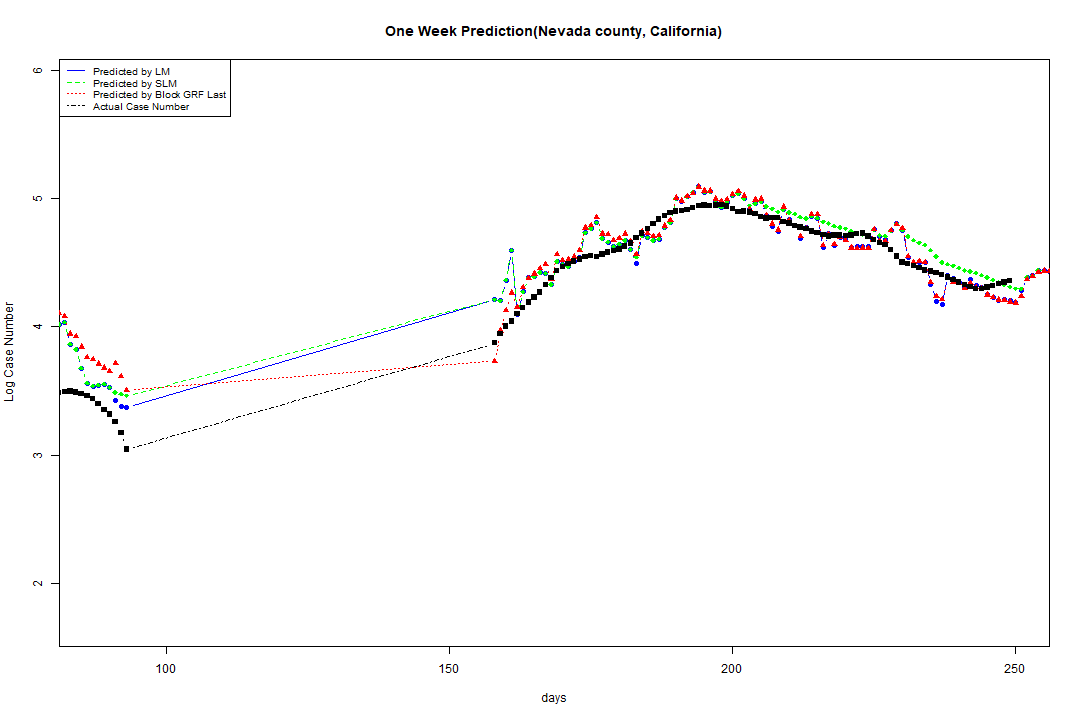 One Week Prediction(Nevada county, California)
Predicted by LM
Predicted by SLM
Predicted by Block GRF Last
Actual Case Number
6
5
4
3
2
Log Case Number
100
150
200
250
days